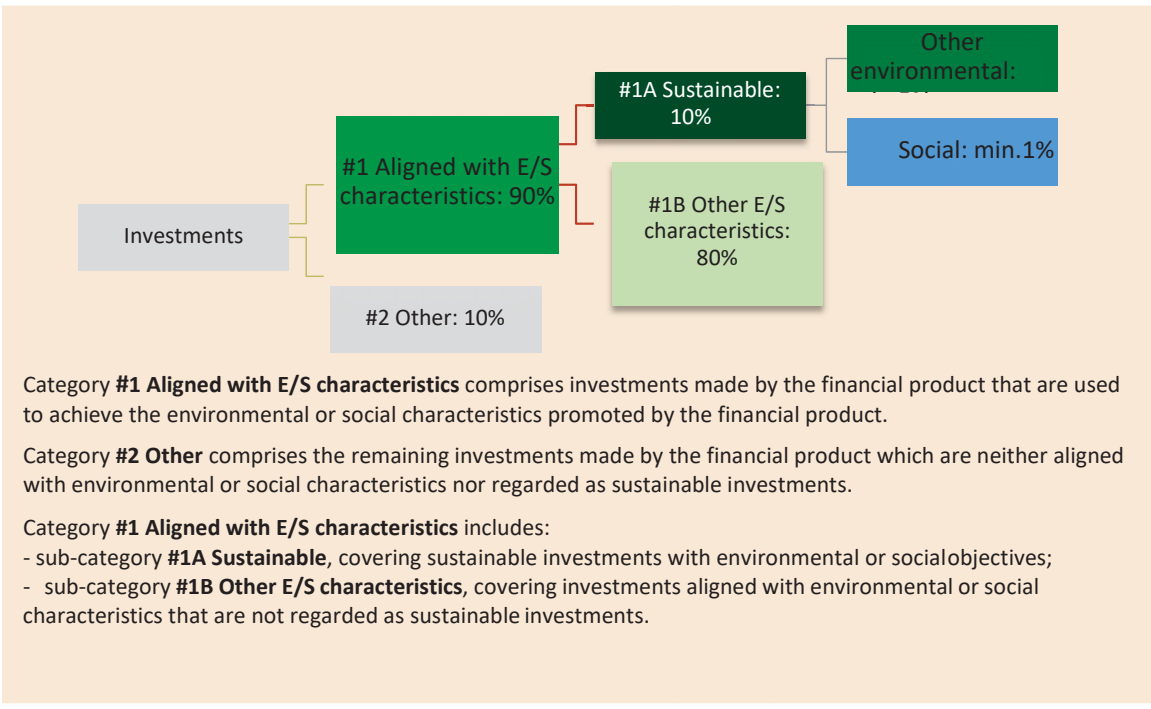 Other
environmental:
#1A Sustainable:
10%
#1 Aligned with E/S
characteristics: 90%
Social: min.1%
#1B Other E/S
characteristics:
80%
Investments
#2 Other: 10%
Category #1 Aligned with E/S characteristics comprises investments made by the financial product that are used
to achieve the environmental or social characteristics promoted by the financial product.
Category #2 Other comprises the remaining investments made by the financial product which are neither aligned
with environmental or social characteristics nor regarded as sustainable investments.
Category #1 Aligned with E/S characteristics includes:
- sub-category #1A Sustainable, covering sustainable investments with environmental or socialobjectives;
- sub-category #1B Other E/S characteristics, covering investments aligned with environmental or social
characteristics that are not regarded as sustainable investments.